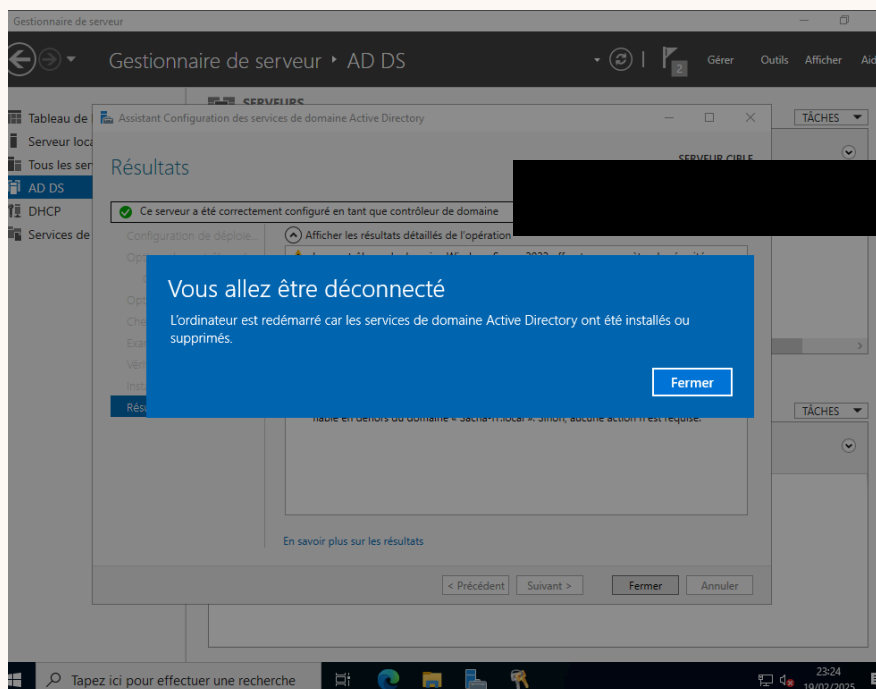 Gestionnaire de serveur
Gestionnaire de serveur ‣ AD DS
2
Gérer
Outils
Afficher
Aid
SERVEURS
TÂCHES
Tableau de
Serveur loca
Tous les ser
AD DS
DHCP
Services de
Assistant Configuration des services de domaine Active Directory
Résultats
SERVEUR CIBLE
Ce serveur a été correctement configuré en tant que contrôleur de domaine
Configuration de déploie...
Afficher les résultats détaillés de l'opération
Vous allez être déconnecté
L'ordinateur est redémarré car les services de domaine Active Directory ont été installés ou
supprimés.
Fermer
Résu
TÂCHES
En savoir plus sur les résultats
< Précédent
Suivant >
Fermer
Annuler
Tapez ici pour effectuer une recherche
23:24
19/02/2025